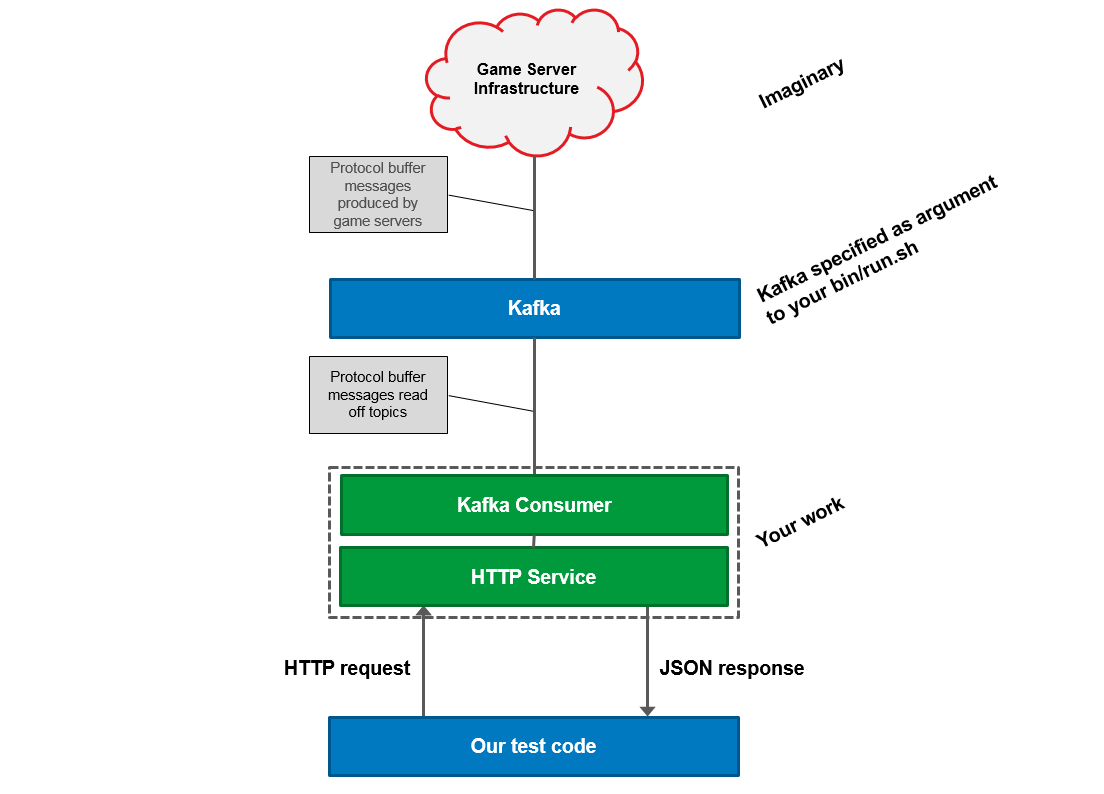 Game Server
Infrastructure
Imaginary
Protocol buffer
messages
produced by
game servers
Kafka specified as argument
to your bin/run.sh
Kafka
Protocol buffer
messages read
off topics
Kafka Consumer
Your work
HTTP Service
HTTP request
JSON response
Our test code